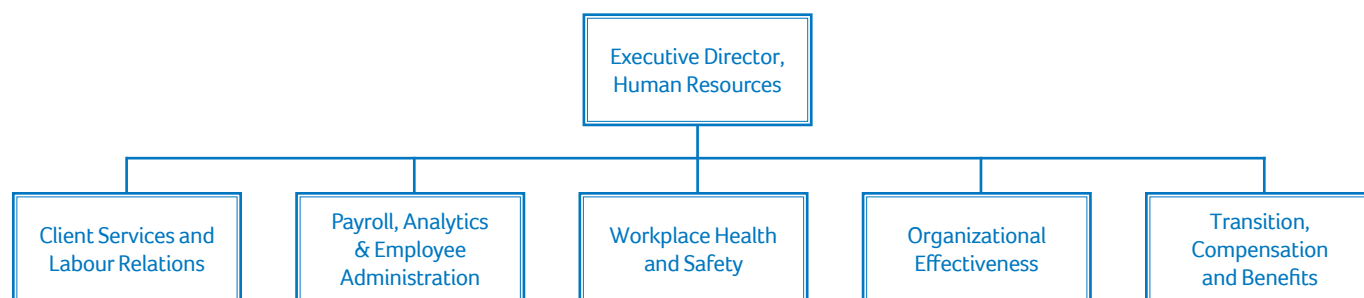 Executive Director,
Human Resources
Client Services and
Labour Relations
Payroll, Analytics
& Employee
Administration
Workplace Health
and Safety
Organizational
Effectiveness
Transition,
Compensation
and Benefits